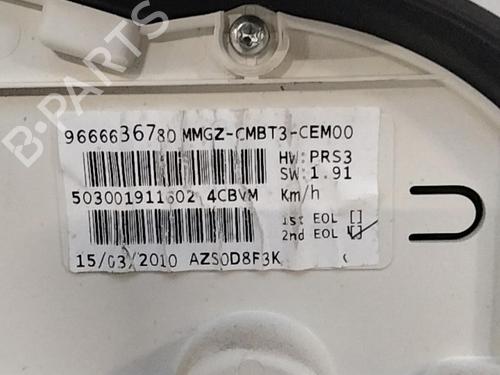 9666636780 MMGZ-CMBT3-CEM00
HW:PRS3
SW:1.91
503001911602 4CBVM Km/h
1st EOL []
2nd EOL []
15/03/2010 AZS0D8F3K
B-PARTS